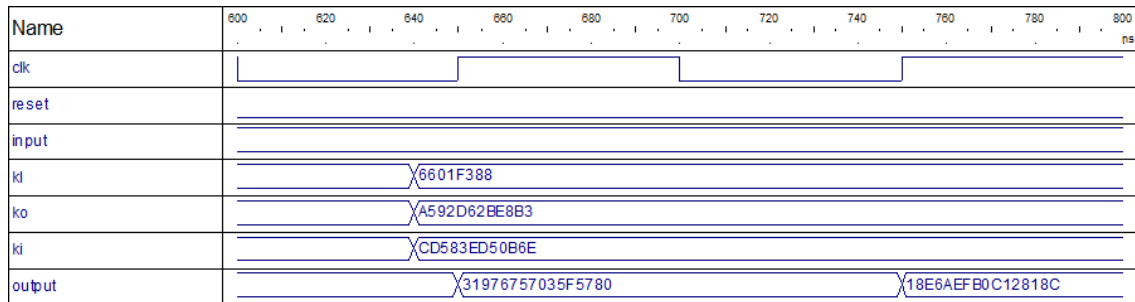 Name 600 620 640 660 680 700 720 740 760 780 800
ns
clk
reset
input
kl 6601F388
ko A592D62BE8B3
ki CD583ED50B6E
output 31976757035F5780 18E6AEFB0C12818C